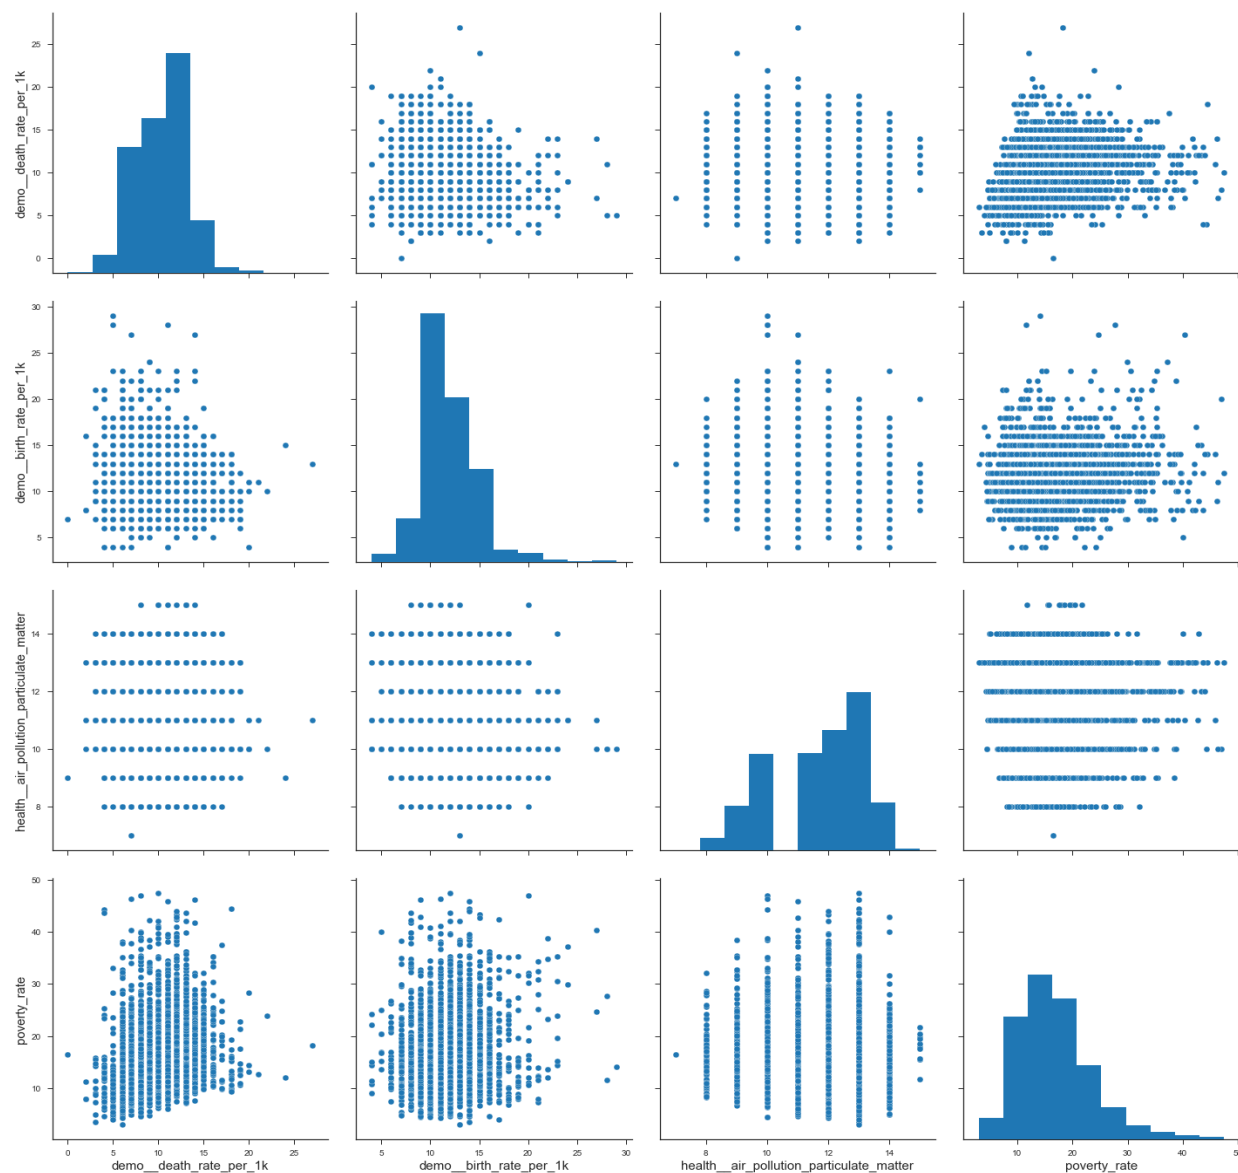 demo__death_rate_per_1k
25
20
15
10
5
0
demo__birth_rate_per_1k
30
25
20
15
10
5
health__air_pollution_particulate_matter
14
12
10
8
poverty_rate
50
40
30
20
10
0 5 10 15 20 25
5 10 15 20 25 30
8 10 12 14
10 20 30 40 50
demo__death_rate_per_1k
demo__birth_rate_per_1k
health__air_pollution_particulate_matter
poverty_rate